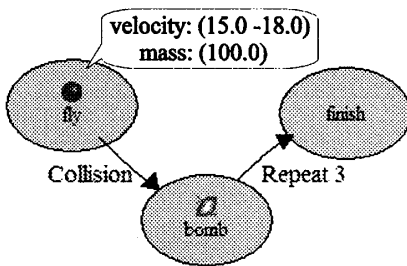 velocity: (15.0 -18.0)
mass: (100.0)
fly
finish
Collision
Repeat 3
bomb